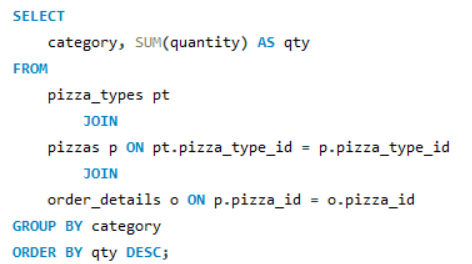 SELECT
category, SUM(quantity) AS qty
FROM
pizza_types pt
JOIN
pizzas p ON pt.pizza_type_id = p.pizza_type_id
JOIN
order_details o ON p.pizza_id = o.pizza_id
GROUP BY category
ORDER BY qty DESC;